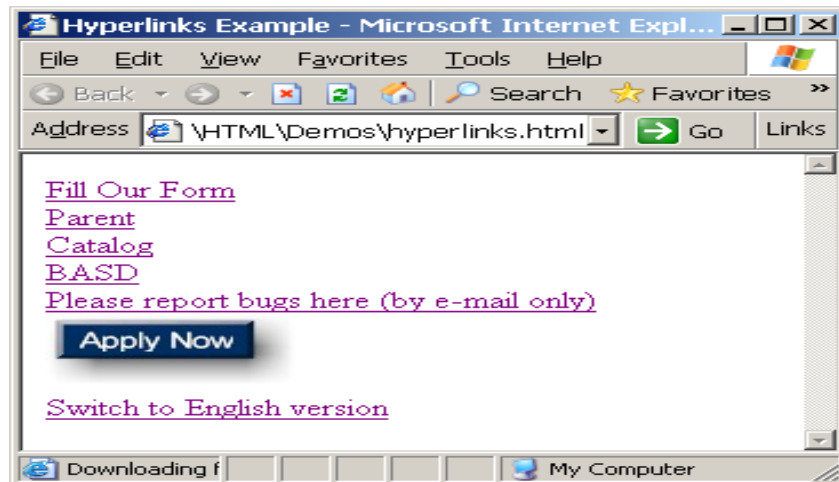 Hyperlinks Example - Microsoft Internet Expl...
File Edit View Favorites Tools Help
Back Search Favorites »
Address \HTML\Demos\hyperlinks.html Go Links
Fill Our Form
Parent
Catalog
BASD
Please report bugs here (by e-mail only)
Apply Now
Switch to English version
Downloading f My Computer